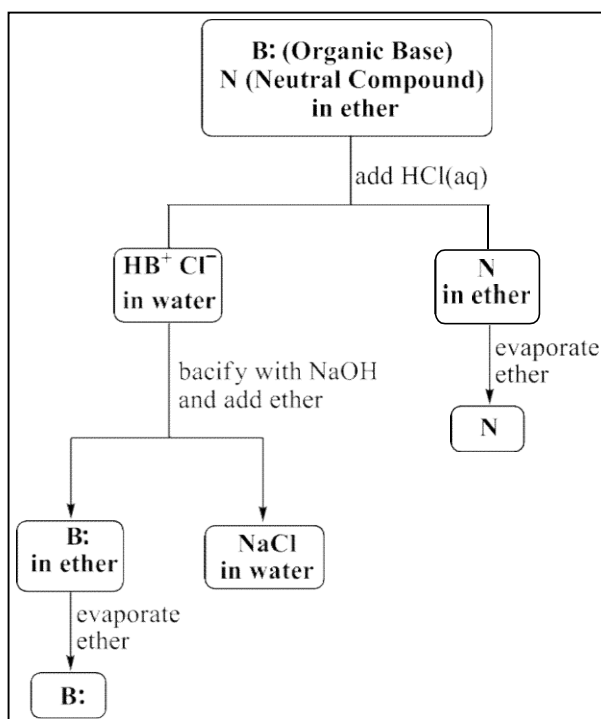 B: (Organic Base)
N (Neutral Compound)
in ether
add HCl(aq)
HB⁺ Cl⁻
in water
N
in ether
bacify with NaOH
and add ether
evaporate
ether
N
B:
in ether
NaCl
in water
evaporate
ether
B: